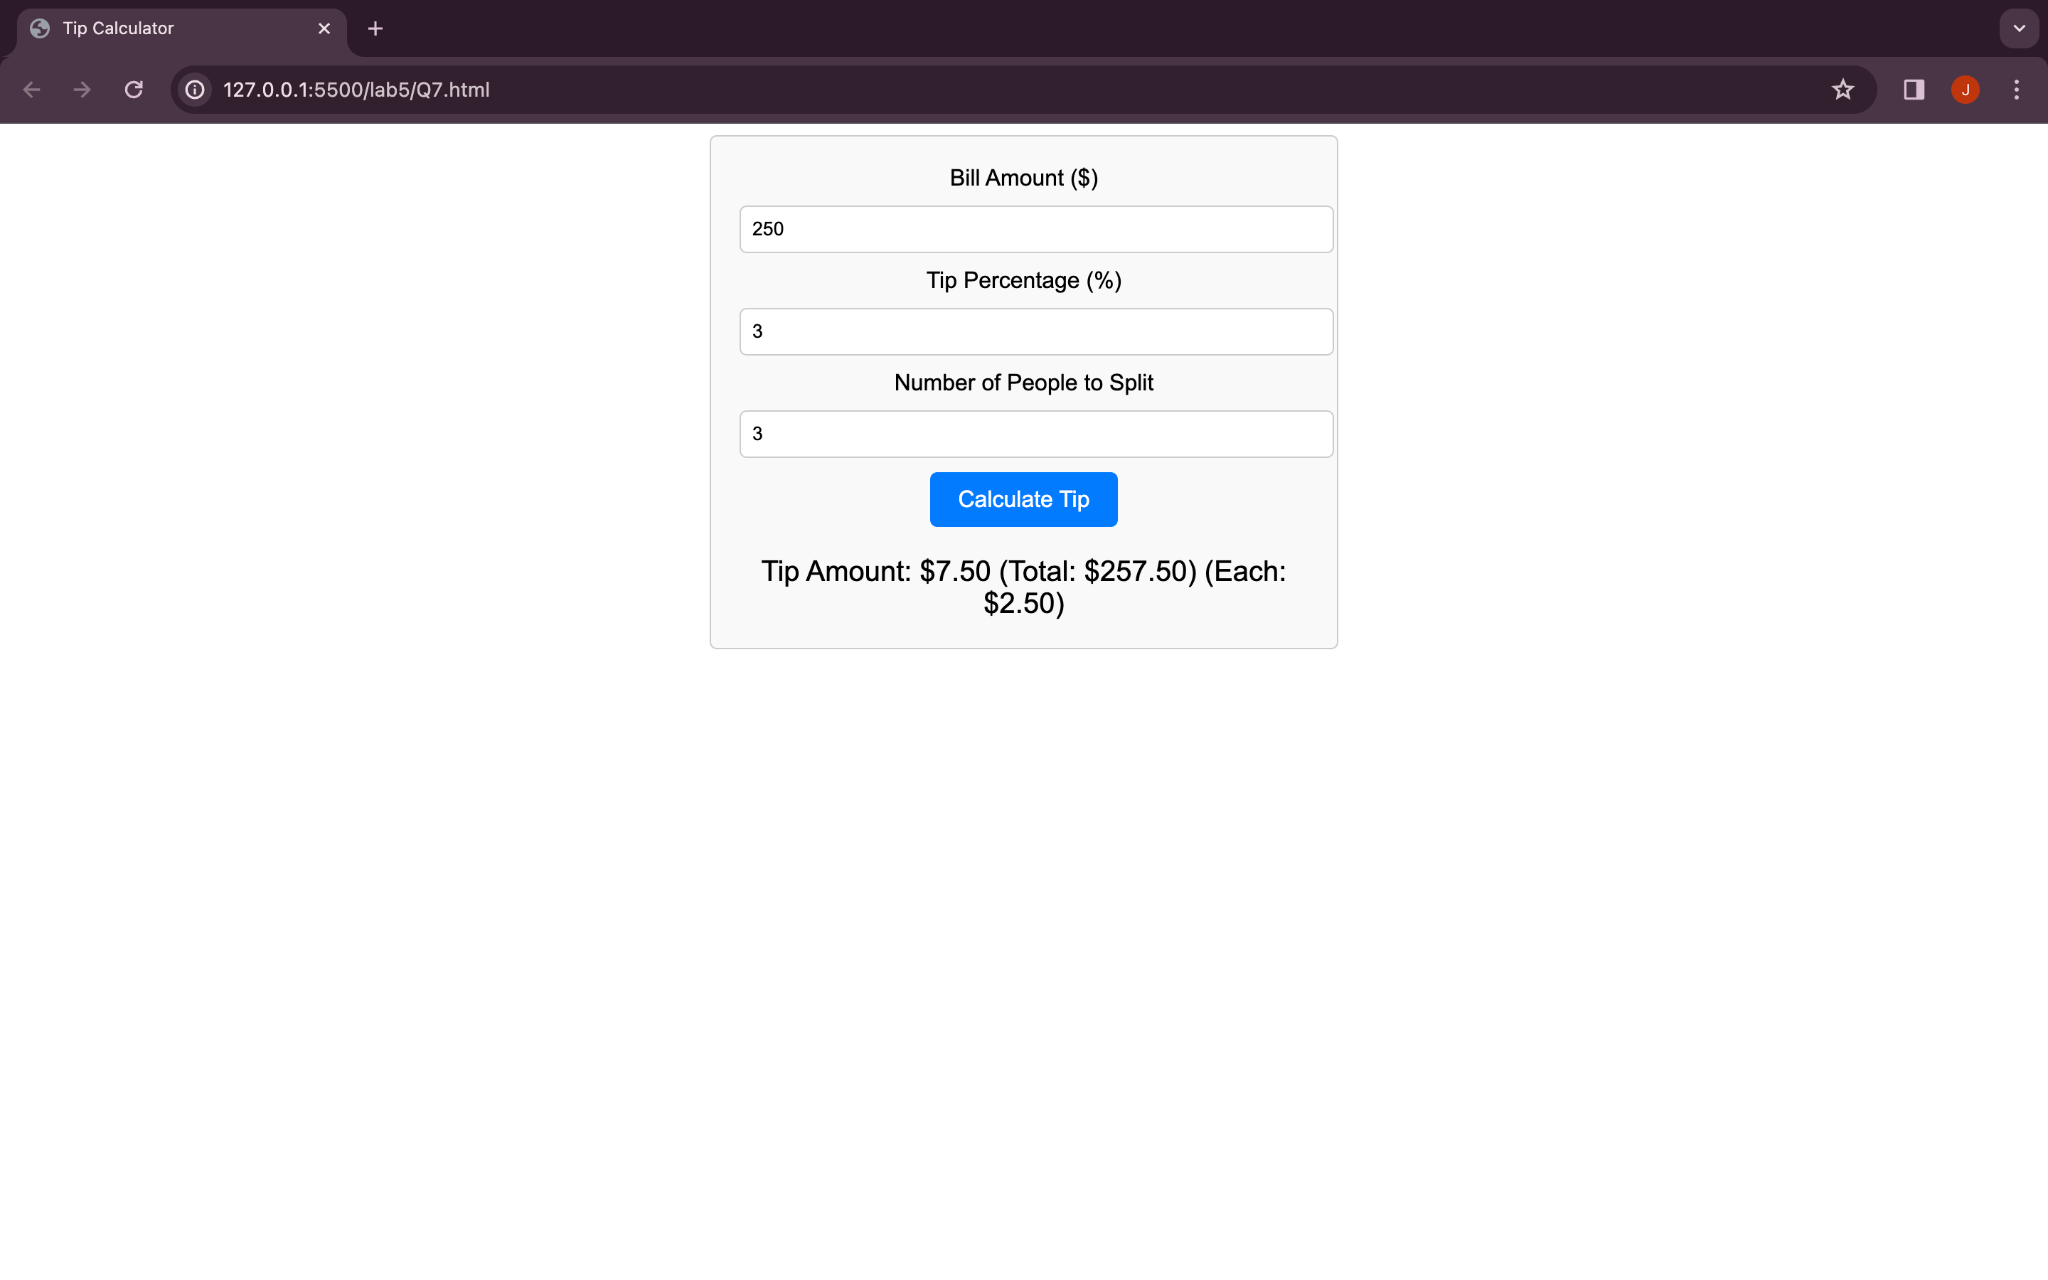 Tip Calculator
127.0.0.1:5500/lab5/Q7.html
J
Bill Amount ($)
250
Tip Percentage (%)
3
Number of People to Split
3
Calculate Tip
Tip Amount: $7.50 (Total: $257.50) (Each:
$2.50)